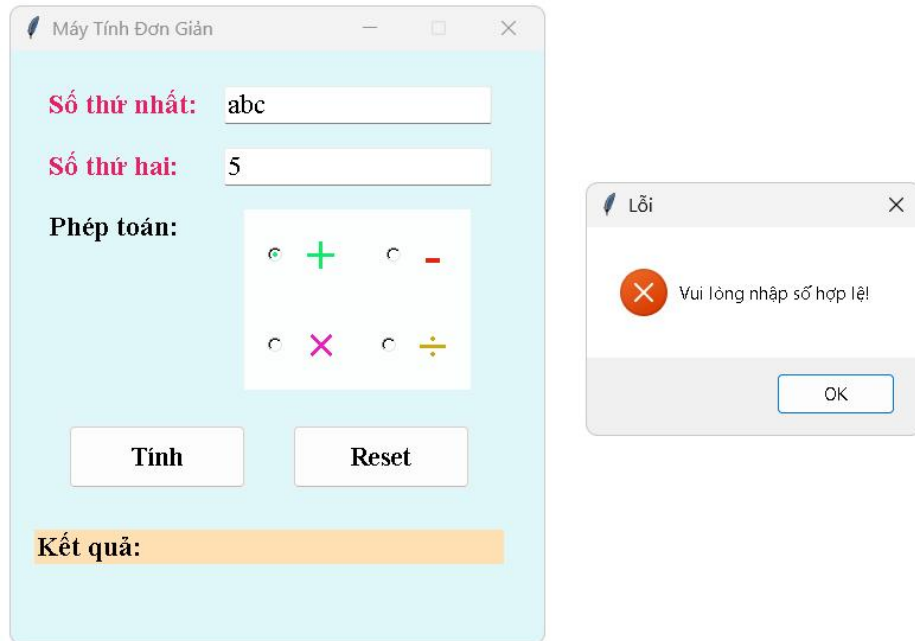 Máy Tính Đơn Giản
Số thứ nhất: abc
Số thứ hai: 5
Phép toán:
+ -
× ÷
Tính Reset
Kết quả:
Lỗi
Vui lòng nhập số hợp lệ!
OK